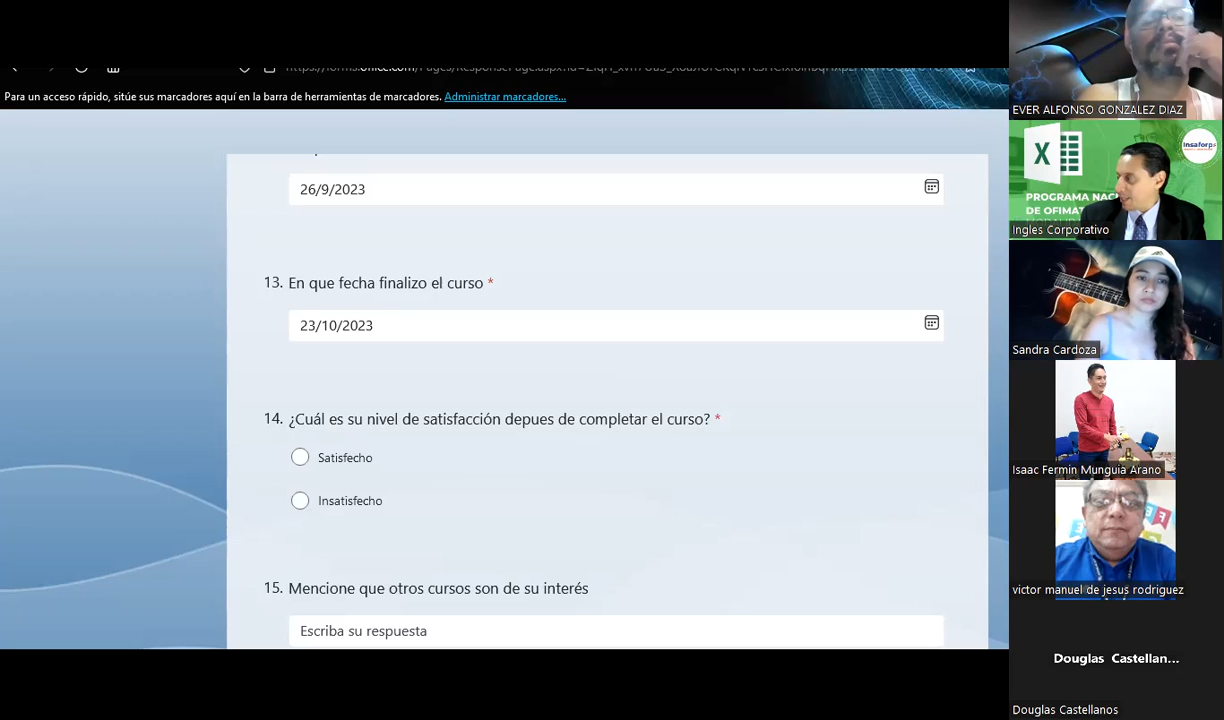 Para un acceso rápido, sitúe sus marcadores aquí en la barra de herramientas de marcadores. Administrar marcadores...
26/9/2023
13. En que fecha finalizo el curso *
23/10/2023
14. ¿Cuál es su nivel de satisfacción depues de completar el curso? *
Satisfecho
Insatisfecho
15. Mencione que otros cursos son de su interés
Escriba su respuesta
EVER ALFONSO GONZALEZ DIAZ
X
insaforp
PROGRAMA NAC
DE OFIMAT
Ingles Corporativo
Sandra Cardoza
Isaac Fermin Munguia Arano
victor manuel de jesus rodriguez
Douglas Castellan...
Douglas Castellanos